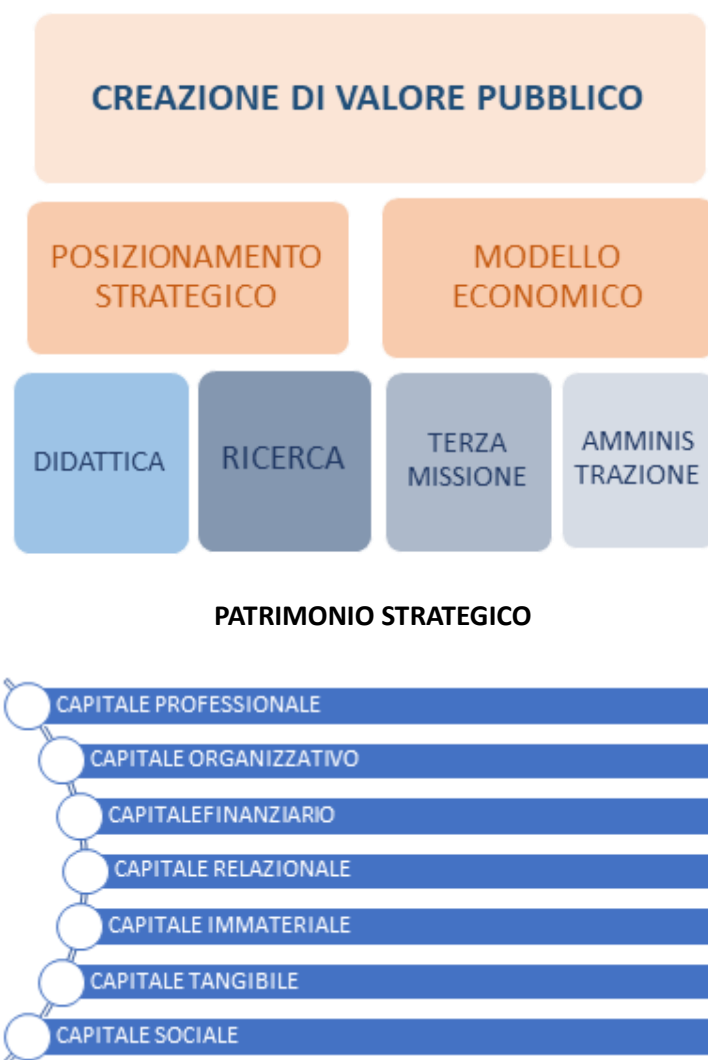 CREAZIONE DI VALORE PUBBLICO
POSIZIONAMENTO
STRATEGICO
MODELLO
ECONOMICO
DIDATTICA
RICERCA
TERZA
MISSIONE
AMMINIS
TRAZIONE
PATRIMONIO STRATEGICO
CAPITALE PROFESSIONALE
CAPITALE ORGANIZZATIVO
CAPITALEFINANZIARIO
CAPITALE RELAZIONALE
CAPITALE IMMATERIALE
CAPITALE TANGIBILE
CAPITALE SOCIALE